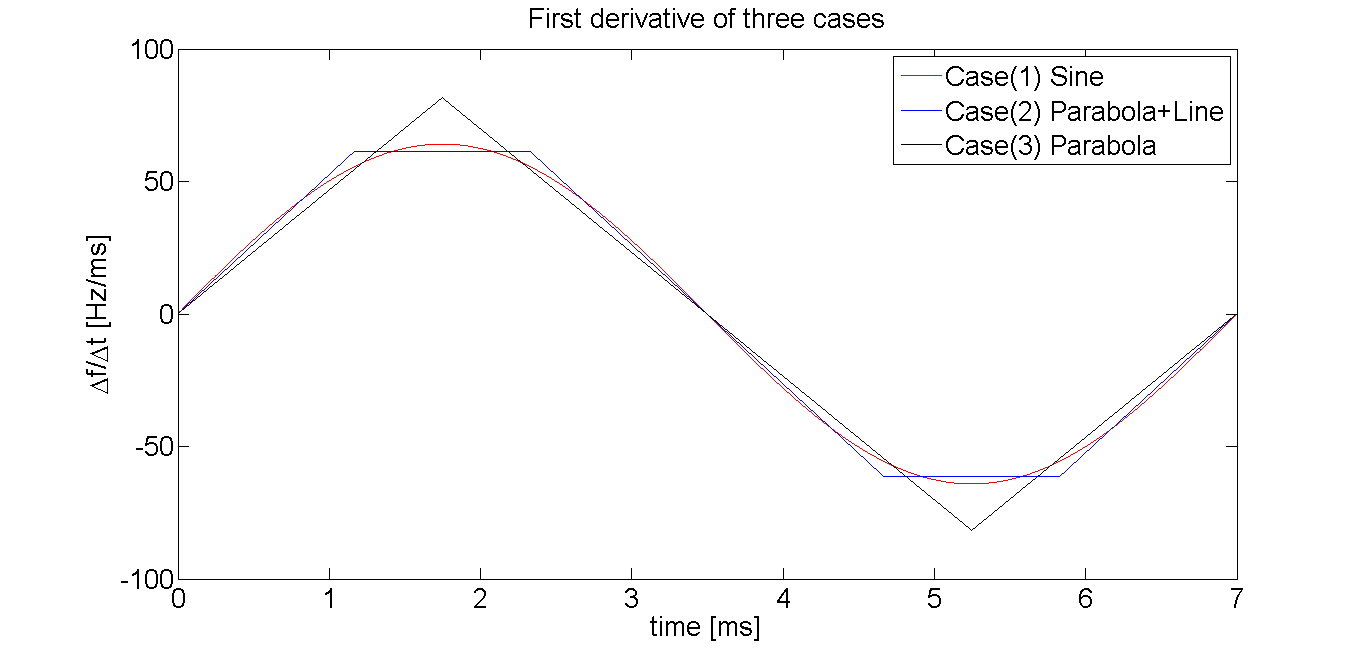 First derivative of three cases
100
50
0
-50
-100
Δf/Δt [Hz/ms]
Case(1) Sine
Case(2) Parabola+Line
Case(3) Parabola
0 1 2 3 4 5 6 7
time [ms]